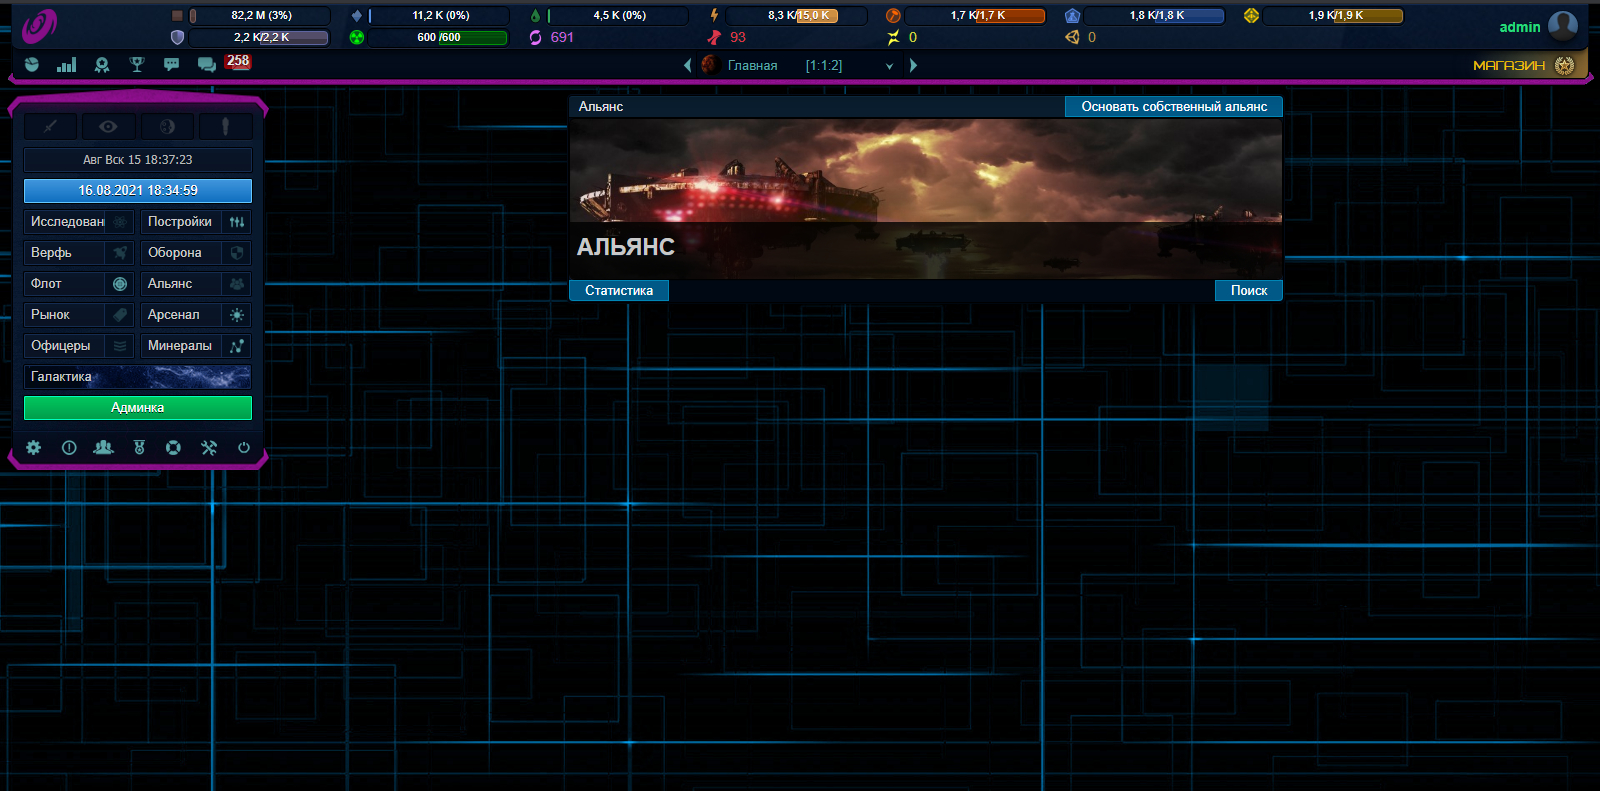 82,2 M (3%)
11,2 K (0%)
4,5 K (0%)
8,3 K/15,0 K
1,7 K/1,7 K
1,8 K/1,8 K
1,9 K/1,9 K
2,2 K/2,2 K
600 /600
691
93
0
0
admin
258
Главная [1:1:2]
МАГАЗИН
Авг Вск 15 18:37:23
16.08.2021 18:34:59
Исследован
Постройки
Верфь
Оборона
Флот
Альянс
Рынок
Арсенал
Офицеры
Минералы
Галактика
Админка
Альянс
Основать собственный альянс
АЛЬЯНС
Статистика
Поиск